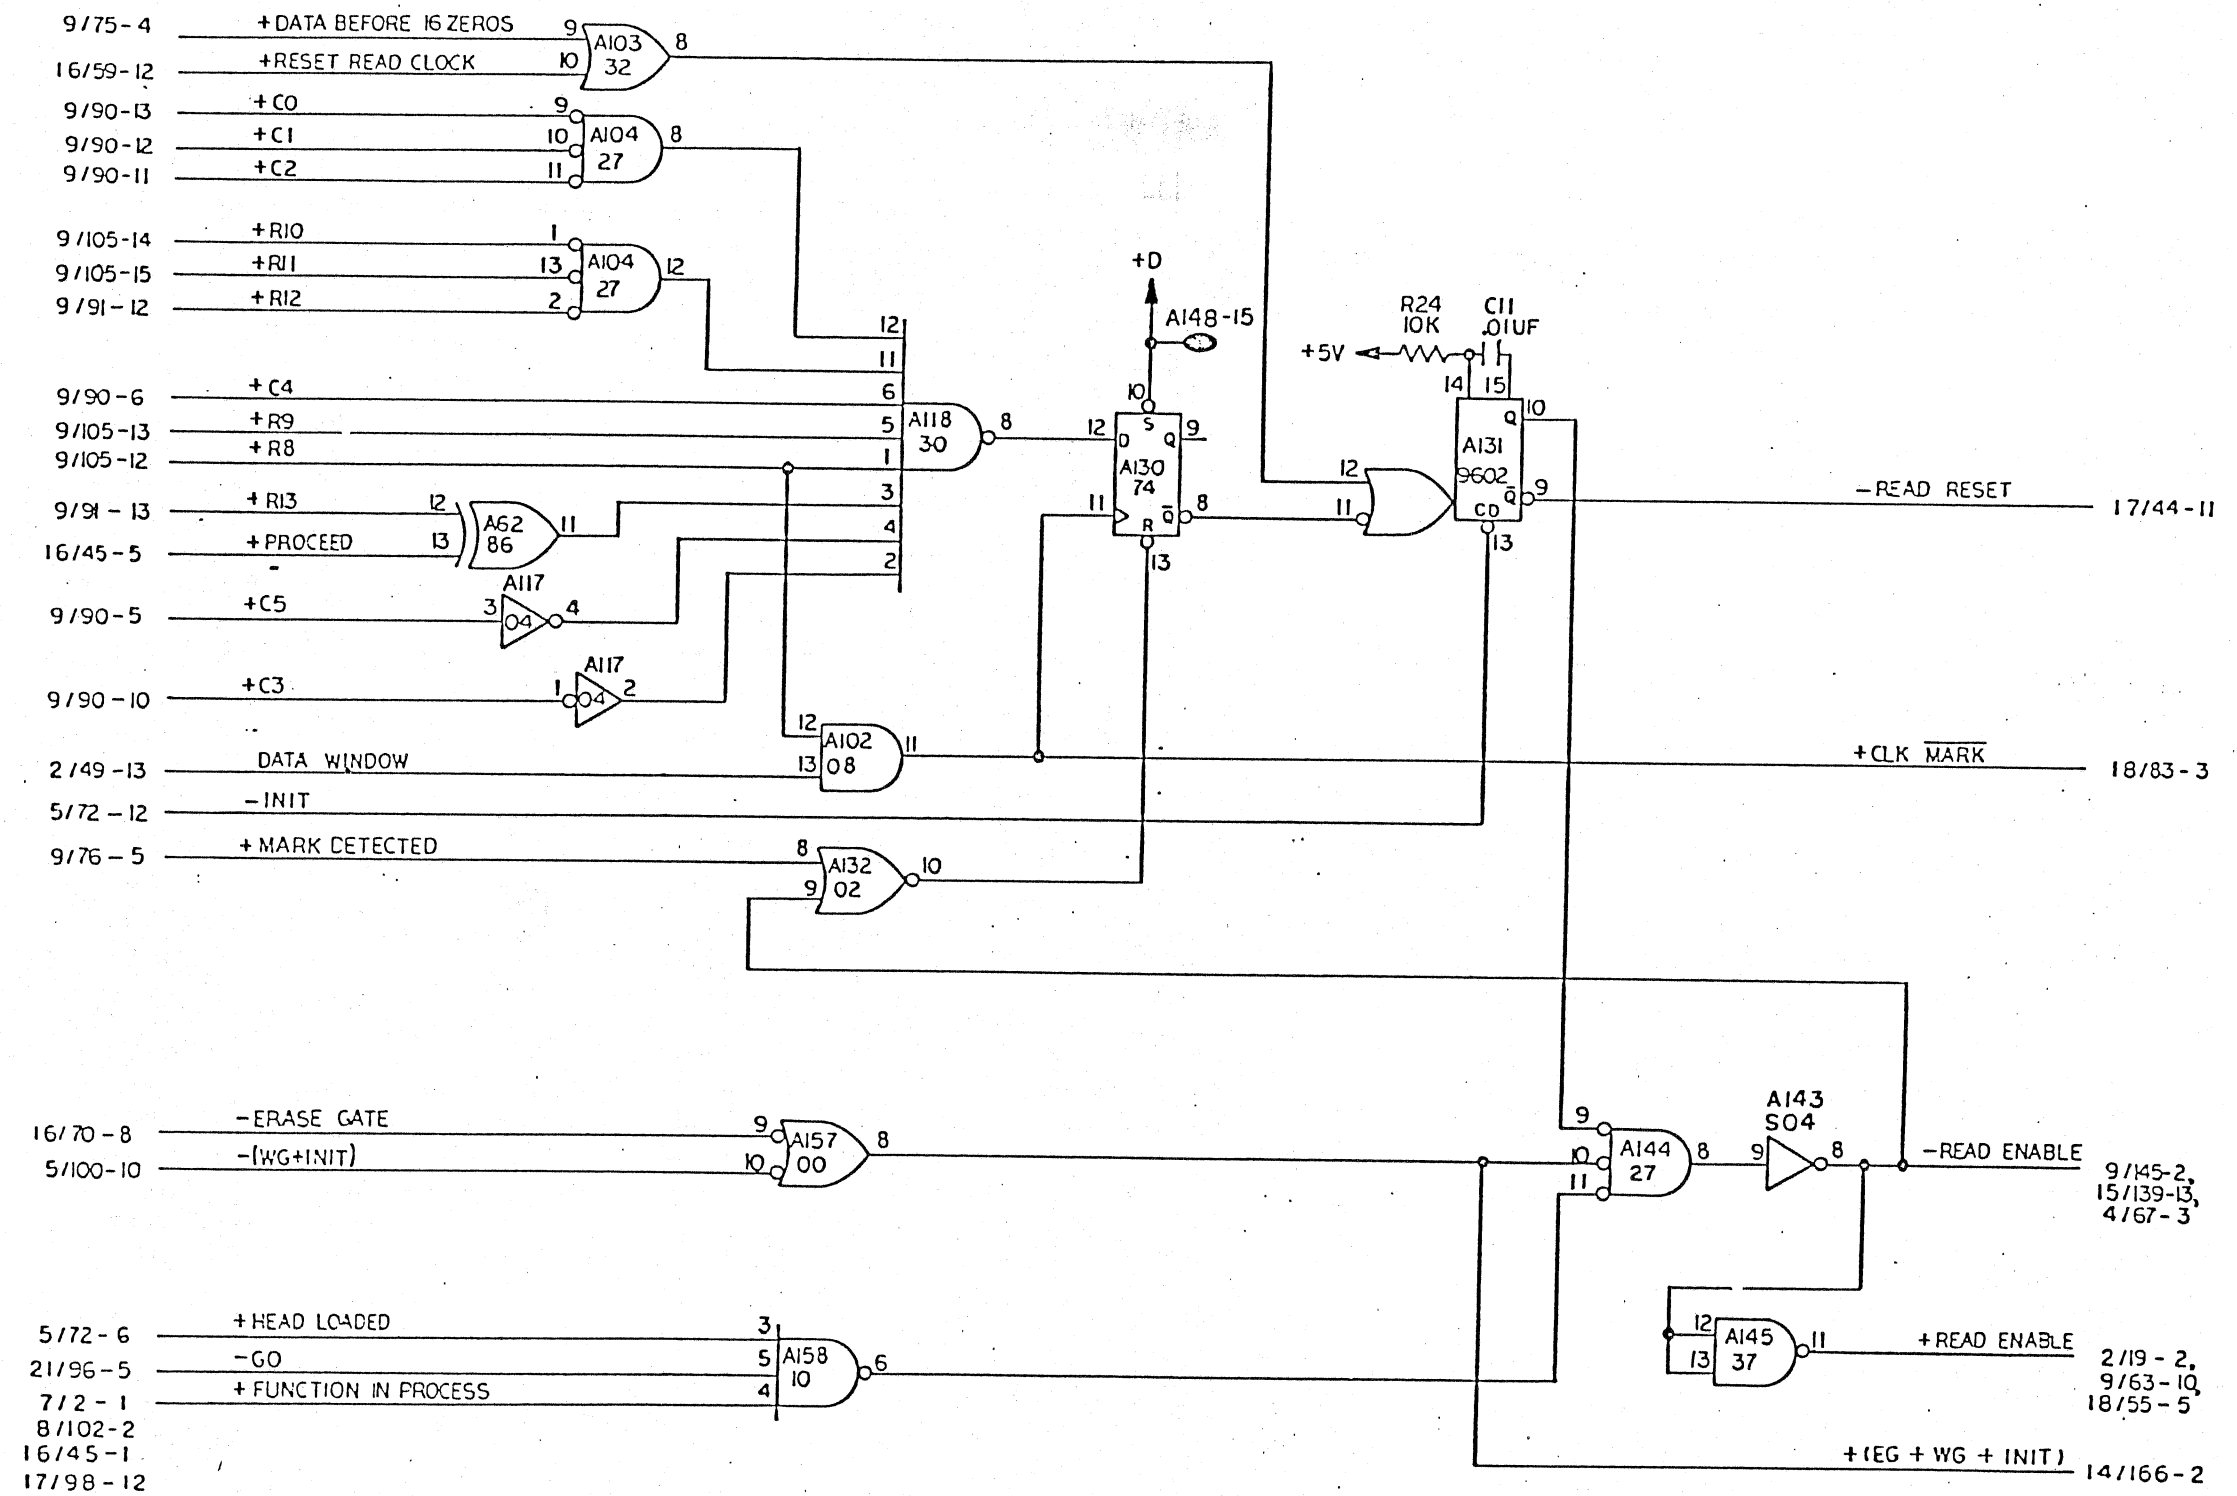 9/75-4 +DATA BEFORE 16 ZEROS 9 A103 32 8
16/59-12 +RESET READ CLOCK 10
9/90-13 +C0 9
9/90-12 +C1 10 A104 27 8
9/90-11 +C2 11
9/105-14 +R10 1
9/105-15 +R11 13 A104 27 12
9/91-12 +R12 2
+D
A148-15
R24 10K
C11 .01UF
+5V
14 15
12
11
9/90-6 +C4 6
9/105-13 +R9 5 A118 30 8
9/105-12 +R8 1
10 S
12 D Q 9
A130 74
11 Q̅ 8
R 13
12
11
Q 10
A131 9602
Q̅ 9
CD 13
-READ RESET 17/44-11
9/91-13 +R13 12 A62 86 11 3
16/45-5 +PROCEED 13
4
2
A117
9/90-5 +C5 3 04 4
A117
9/90-10 +C3 1 04 2
12 A102 08 11
2/49-13 DATA WINDOW 13
+CLK M̅A̅R̅K̅ 18/83-3
5/72-12 -INIT
9/76-5 +MARK DETECTED 8 A132 02 10
9
16/70-8 -ERASE GATE 9 A157 00 8
5/100-10 -(WG+INIT) 10
9
10 A144 27 8
11
A143 S04
9 8
-READ ENABLE
9/145-2,
15/139-13,
4/67-3
5/72-6 +HEAD LOADED 3
21/96-5 -GO 5 A158 10 6
7/2-1 +FUNCTION IN PROCESS 4
8/102-2
16/45-1
17/98-12
12 A145 37 11
13
+READ ENABLE
2/19-2,
9/63-10,
18/55-5
+(EG + WG + INIT) 14/166-2